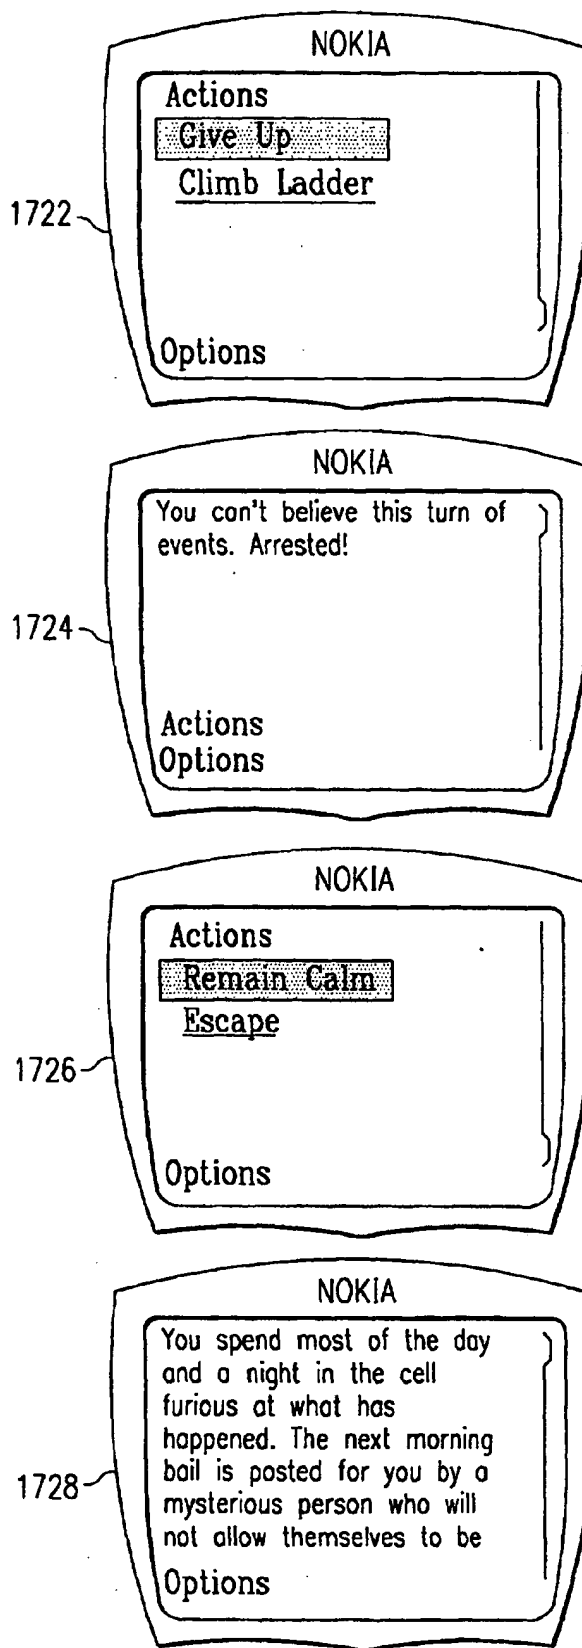 NOKIA
Actions
Give Up
Climb Ladder
1722
Options
NOKIA
You can't believe this turn of
events. Arrested!
1724
Actions
Options
NOKIA
Actions
Remain Calm
Escape
1726
Options
NOKIA
You spend most of the day
and a night in the cell
furious at what has
happened. The next morning
bail is posted for you by a
1728
mysterious person who will
not allow themselves to be
Options